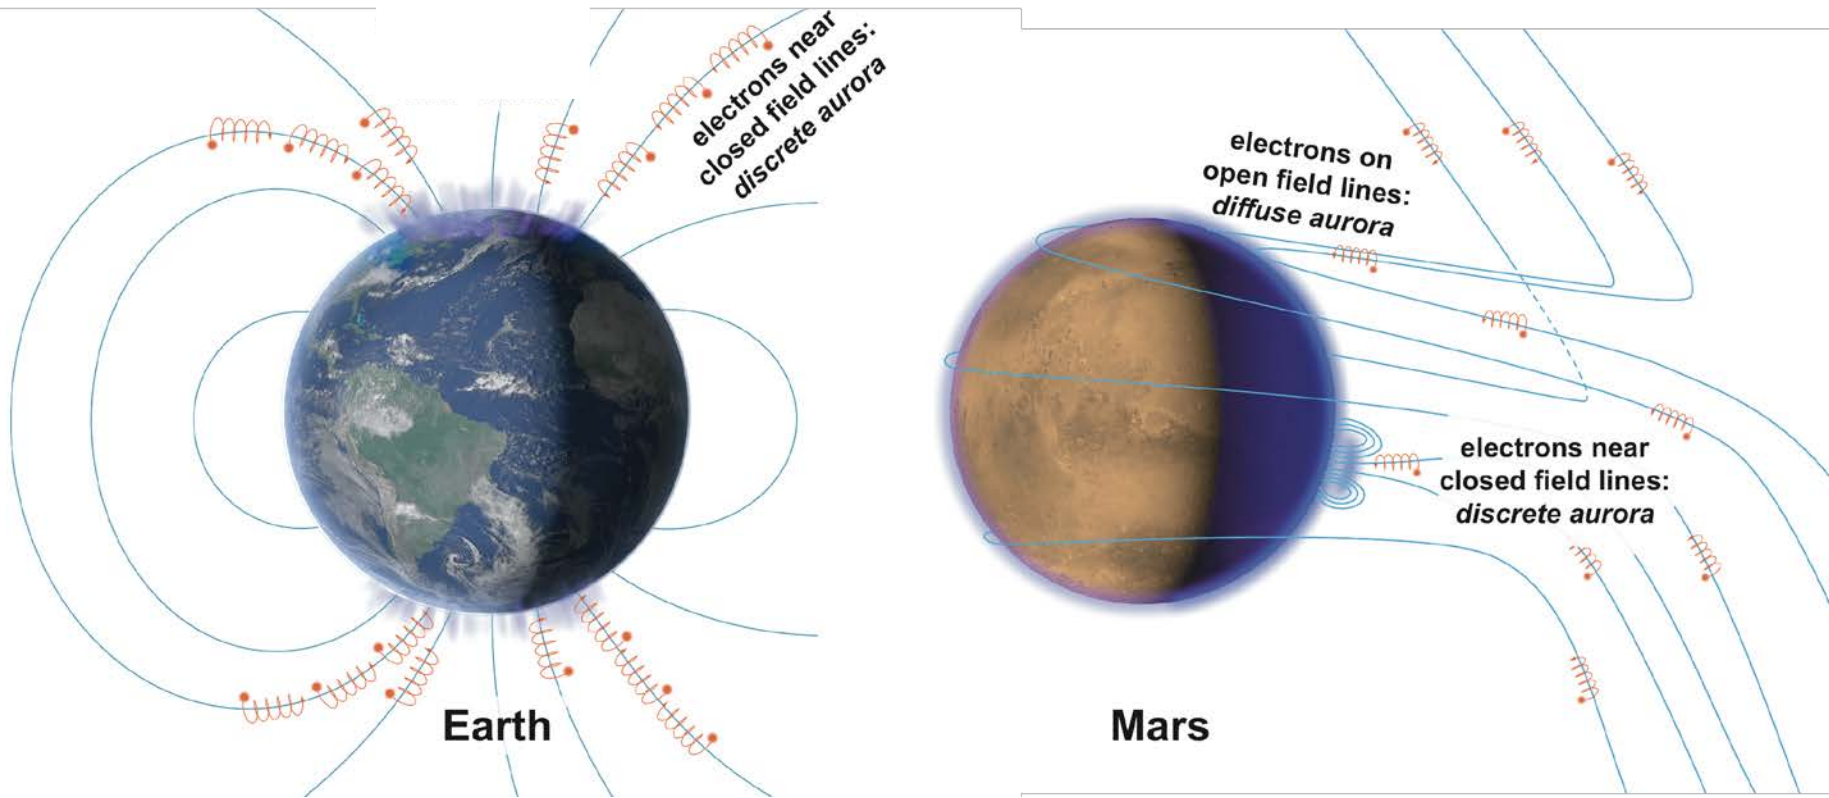 electrons near
closed field lines:
discrete aurora
Earth
electrons on
open field lines:
diffuse aurora
electrons near
closed field lines:
discrete aurora
Mars